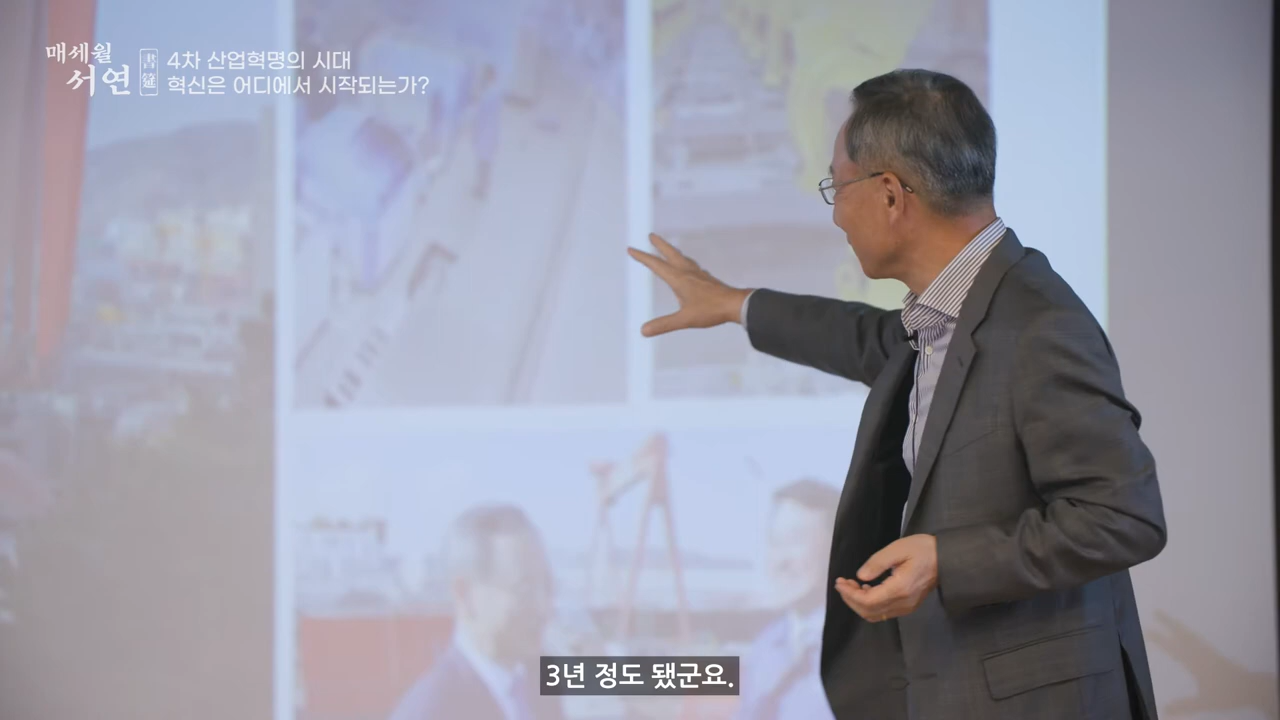 매세월
서연
書筵
4차 산업혁명의 시대
혁신은 어디에서 시작되는가?
3년 정도 됐군요.